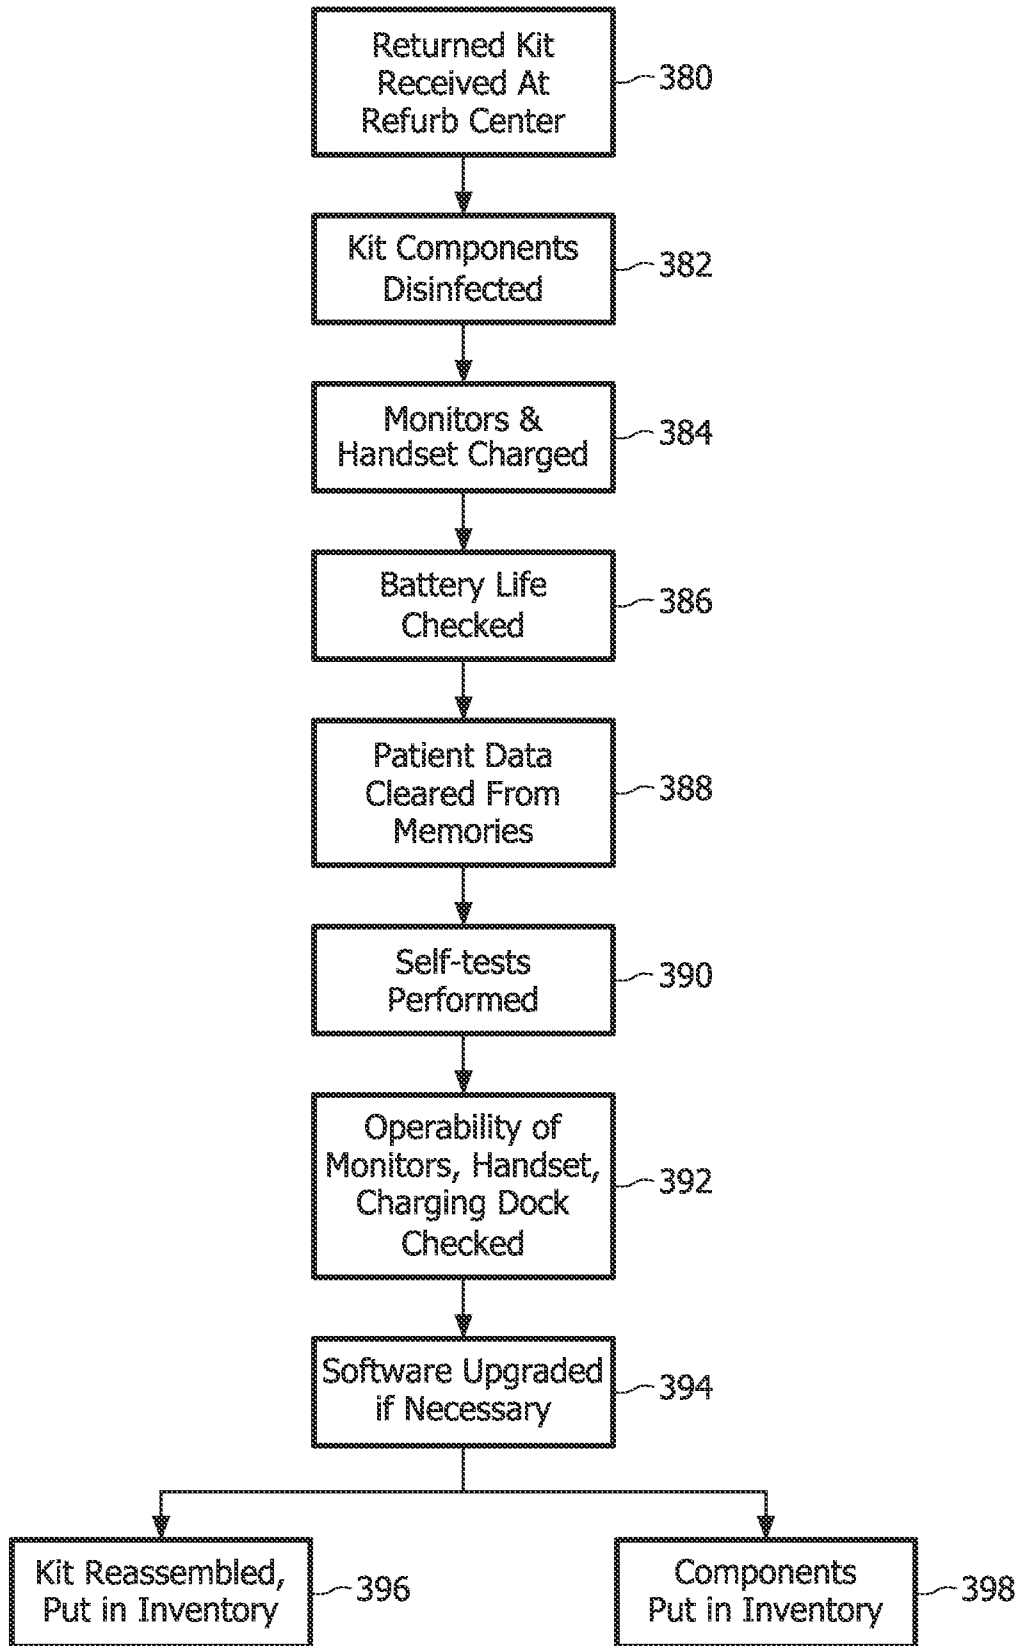 Returned Kit
Received At
Refurb Center
380
Kit Components
Disinfected
382
Monitors &
Handset Charged
384
Battery Life
Checked
386
Patient Data
Cleared From
Memories
388
Self-tests
Performed
390
Operability of
Monitors, Handset,
Charging Dock
Checked
392
Software Upgraded
if Necessary
394
Kit Reassembled,
Put in Inventory
396
Components
Put in Inventory
398